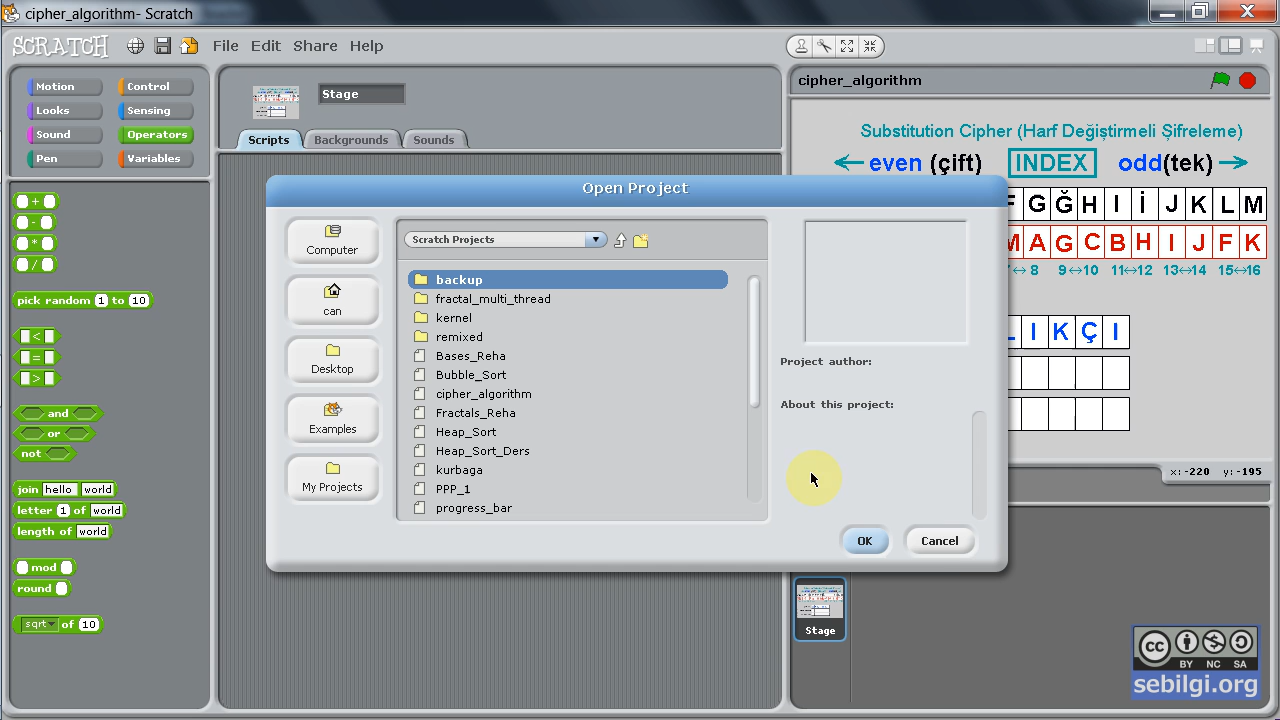 cipher_algorithm- Scratch
SCRATCH File Edit Share Help
Motion Control
Looks Sensing
Sound Operators
Pen Variables
+
-
*
/
pick random 1 to 10
<
=
>
and
or
not
join hello world
letter 1 of world
length of world
mod
round
sqrt of 10
Stage
Scripts Backgrounds Sounds
Open Project
Computer
can
Desktop
Examples
My Projects
Scratch Projects
backup
fractal_multi_thread
kernel
remixed
Bases_Reha
Bubble_Sort
cipher_algorithm
Fractals_Reha
Heap_Sort
Heap_Sort_Ders
kurbaga
PPP_1
progress_bar
Project author:
About this project:
OK Cancel
cipher_algorithm
Substitution Cipher (Harf Değiştirmeli Şifreleme)
← even (çift) INDEX odd(tek) →
G Ğ H I İ J K L M
A G C B H I J F K
↔ 8 9↔10 11↔12 13↔14 15↔16
I K Ç I
x: -220 y: -195
Stage
cc BY NC SA
sebilgi.org